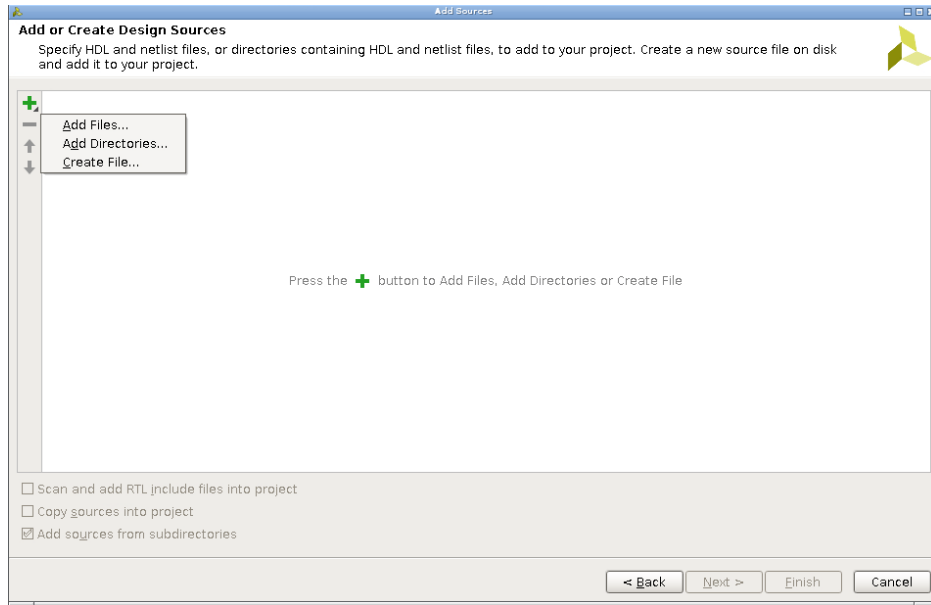 Add Sources
Add or Create Design Sources
Specify HDL and netlist files, or directories containing HDL and netlist files, to add to your project. Create a new source file on disk
and add it to your project.
Add Files...
Add Directories...
Create File...
Press the + button to Add Files, Add Directories or Create File
Scan and add RTL include files into project
Copy sources into project
Add sources from subdirectories
< Back Next > Finish Cancel